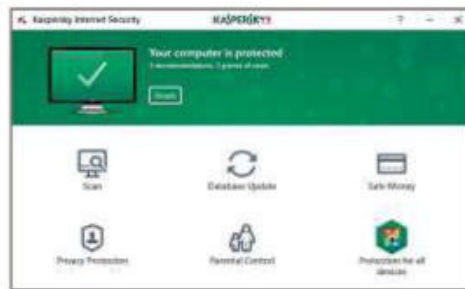 Kaspersky Internet Security
KASPERSKY
? – ×
Your computer is protected
Details
Scan
Database Update
Safe Money
Privacy Protection
Parental Control
Protection for all
devices